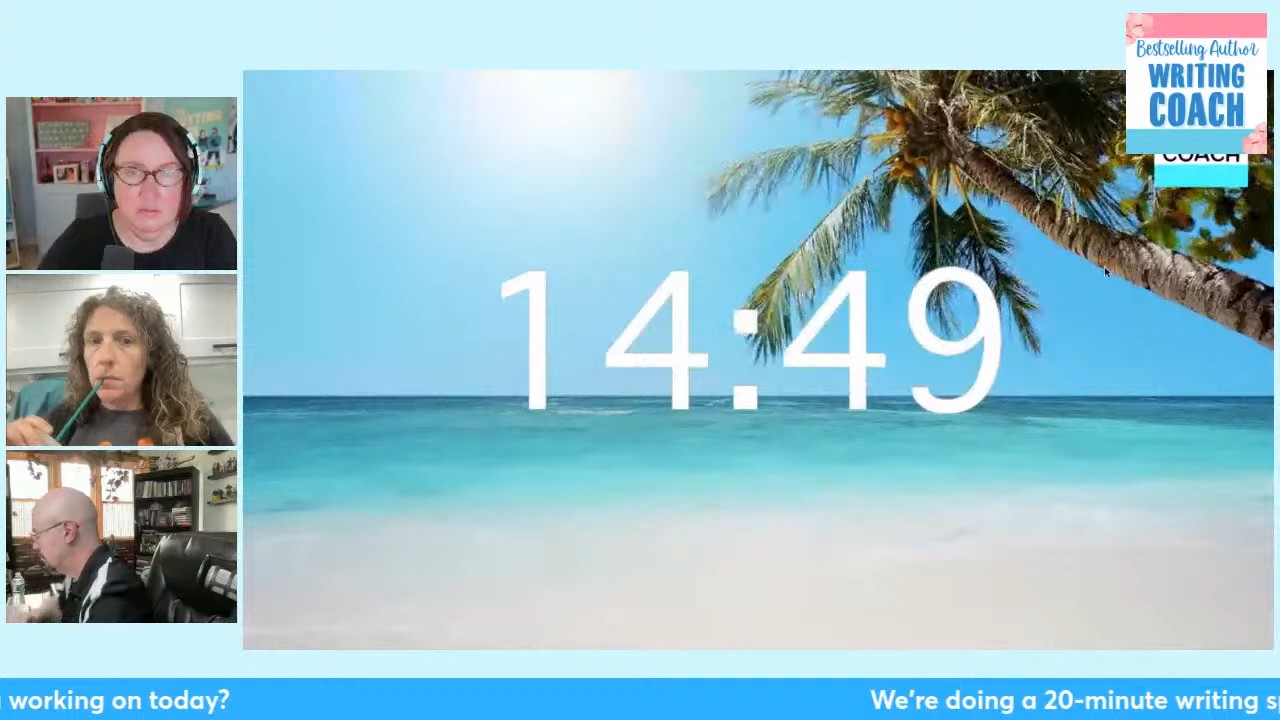 Bestselling Author
WRITING
COACH
COACH
14:49
working on today?
We're doing a 20-minute writing